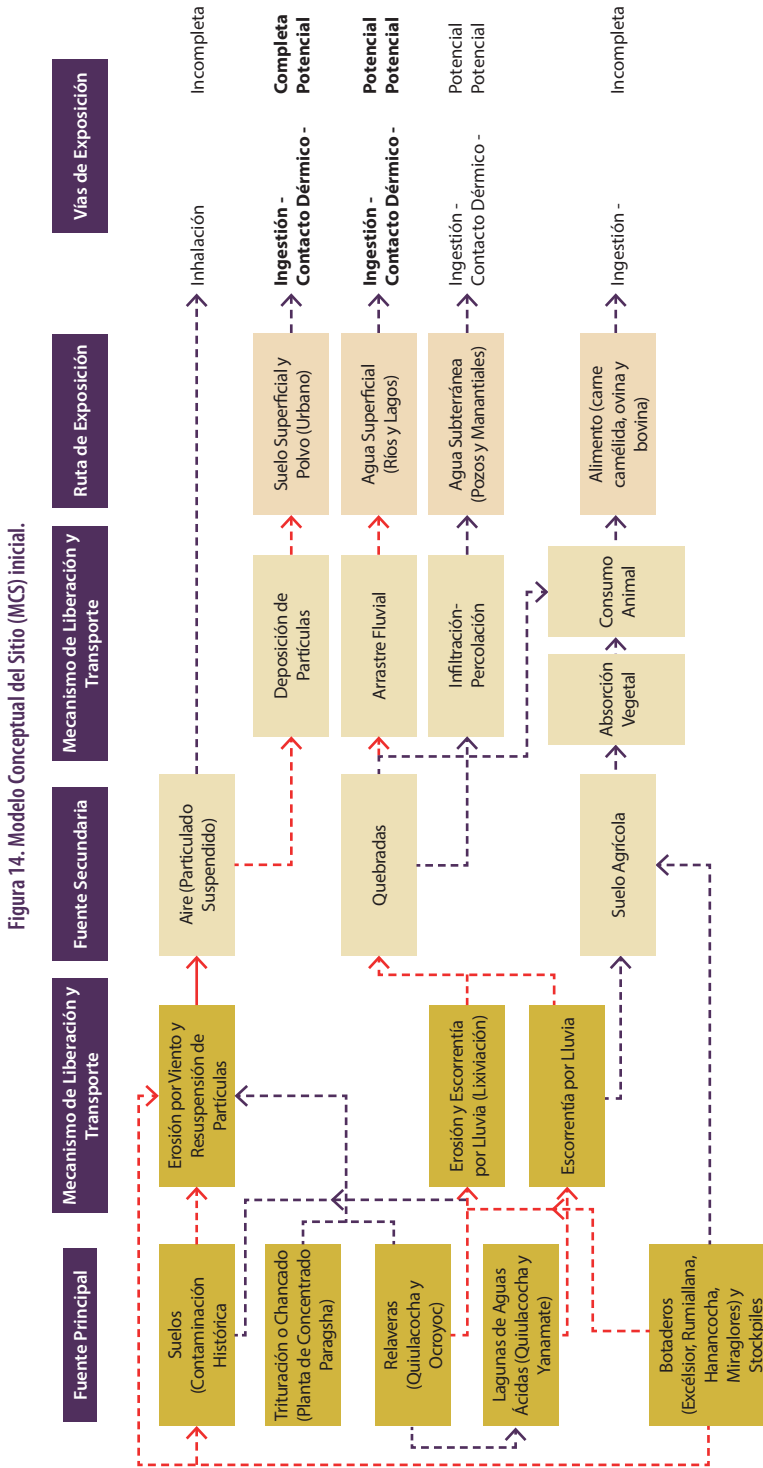 Figura 14. Modelo Conceptual del Sitio (MCS) inicial.
Fuente Principal
Mecanismo de Liberación y
Transporte
Fuente Secundaria
Mecanismo de Liberación y
Transporte
Ruta de Exposición
Vías de Exposición
Suelos
(Contaminación
Histórica
Trituración o Chancado
(Planta de Concentrado
Paragsha)
Relaveras
(Quiulacocha y
Ocroyoc)
Lagunas de Aguas
Ácidas (Quiulacocha y
Yanamate)
Botaderos
(Excélsior, Rumiallana,
Hanancocha,
Miraglores) y
Stockpiles
Erosión por Viento y
Resuspensión de
Partículas
Erosión y Escorrentía
por Lluvia (Lixiviación)
Escorrentía por Lluvia
Aire (Particulado
Suspendido)
Quebradas
Suelo Agrícola
Deposición de
Partículas
Arrastre Fluvial
Infiltración-
Percolación
Absorción
Vegetal
Consumo
Animal
Suelo Superficial y
Polvo (Urbano)
Agua Superficial
(Ríos y Lagos)
Agua Subterránea
(Pozos y Manantiales)
Alimento (carne
camélida, ovina y
bovina)
Inhalación Incompleta
Ingestión - Completa
Contacto Dérmico - Potencial
Ingestión - Potencial
Contacto Dérmico - Potencial
Ingestión - Potencial
Contacto Dérmico - Potencial
Ingestión - Incompleta